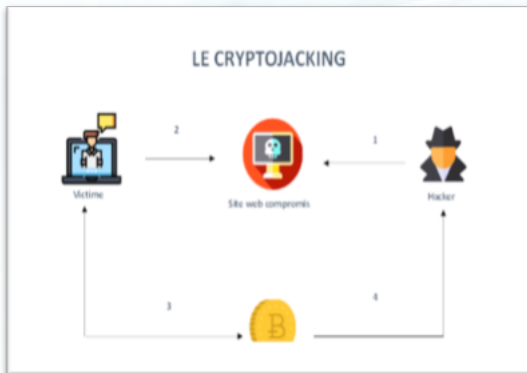 LE CRYPTOJACKING
2
1
Victime
Site web compromis
Hacker
3
4